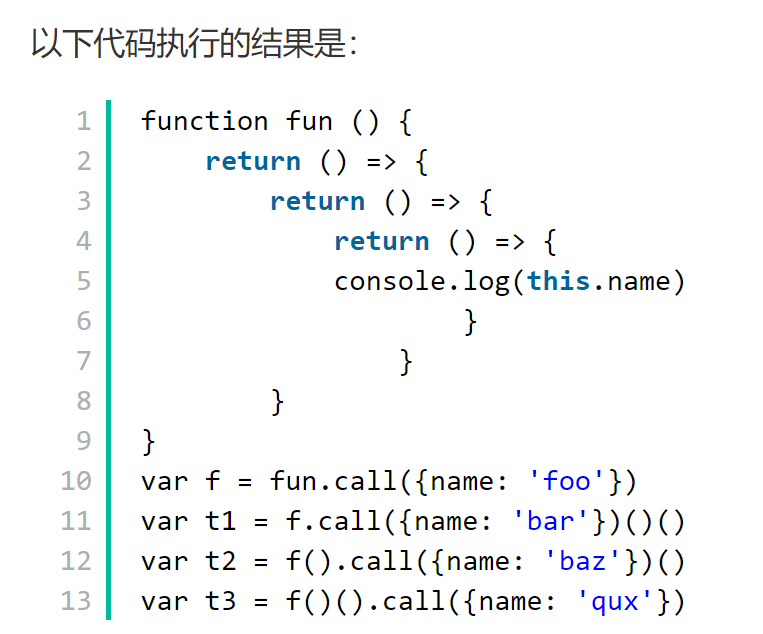 以下代码执行的结果是：
1 function fun () {
2     return () => {
3         return () => {
4             return () => {
5             console.log(this.name)
6                     }
7                 }
8         }
9 }
10 var f = fun.call({name: 'foo'})
11 var t1 = f.call({name: 'bar'})()()
12 var t2 = f().call({name: 'baz'})()
13 var t3 = f()().call({name: 'qux'})